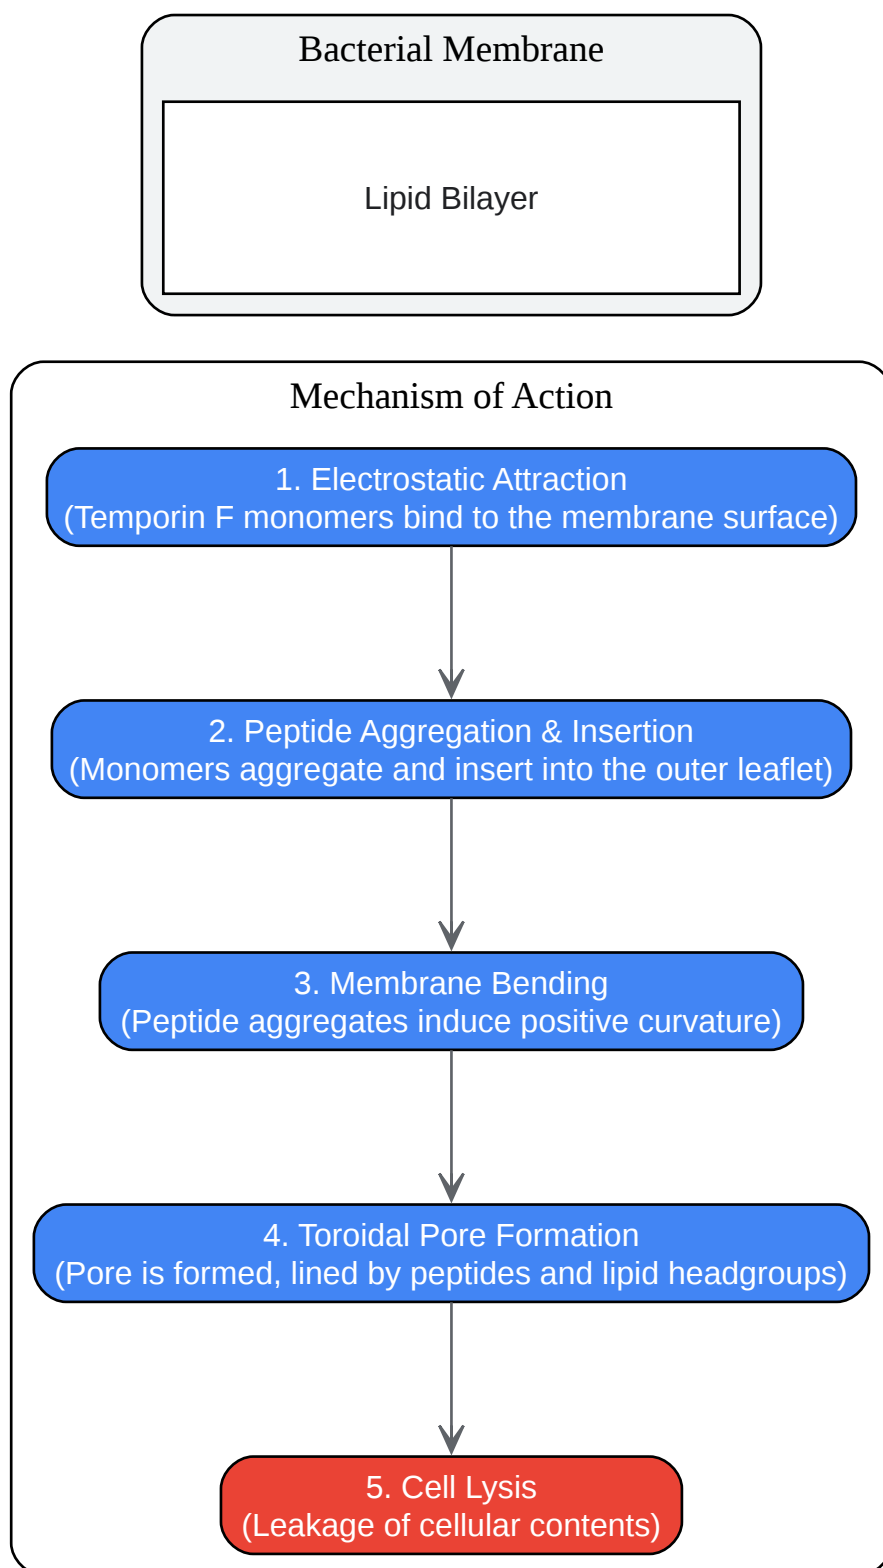 Bacterial Membrane
Lipid Bilayer
Mechanism of Action
1. Electrostatic Attraction
(Temporin F monomers bind to the membrane surface)
2. Peptide Aggregation & Insertion
(Monomers aggregate and insert into the outer leaflet)
3. Membrane Bending
(Peptide aggregates induce positive curvature)
4. Toroidal Pore Formation
(Pore is formed, lined by peptides and lipid headgroups)
5. Cell Lysis
(Leakage of cellular contents)